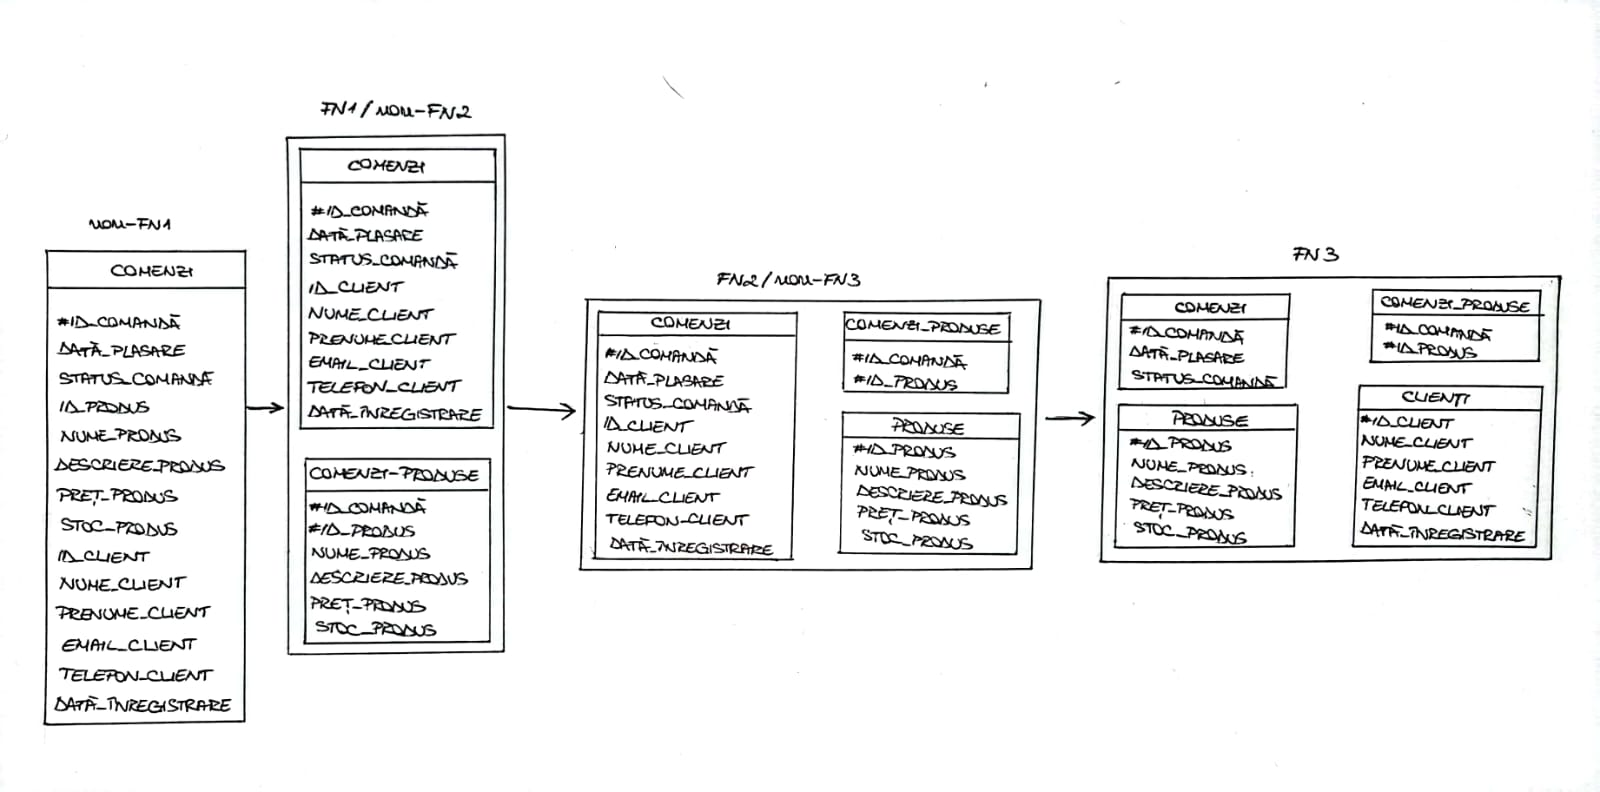 NON-FN1
COMENZI
#ID_COMANDĂ
DATĂ_PLASARE
STATUS_COMANDĂ
ID_PRODUS
NUME_PRODUS
DESCRIERE_PRODUS
PREȚ_PRODUS
STOC_PRODUS
ID_CLIENT
NUME_CLIENT
PRENUME_CLIENT
EMAIL_CLIENT
TELEFON_CLIENT
DATĂ_ÎNREGISTRARE
FN1/NON-FN2
COMENZI
#ID_COMANDĂ
DATĂ_PLASARE
STATUS_COMANDĂ
ID_CLIENT
NUME_CLIENT
PRENUME_CLIENT
EMAIL_CLIENT
TELEFON_CLIENT
DATĂ_ÎNREGISTRARE
COMENZI-PRODUSE
#ID_COMANDĂ
#ID_PRODUS
NUME_PRODUS
DESCRIERE_PRODUS
PREȚ_PRODUS
STOC_PRODUS
FN2/NON-FN3
COMENZI
#ID_COMANDĂ
DATĂ_PLASARE
STATUS_COMANDĂ
ID_CLIENT
NUME_CLIENT
PRENUME_CLIENT
EMAIL_CLIENT
TELEFON_CLIENT
DATĂ_ÎNREGISTRARE
COMENZI_PRODUSE
#ID_COMANDĂ
#ID_PRODUS
PRODUSE
#ID_PRODUS
NUME_PRODUS
DESCRIERE_PRODUS
PREȚ_PRODUS
STOC_PRODUS
FN3
COMENZI
#ID_COMANDĂ
DATĂ_PLASARE
STATUS_COMANDĂ
COMENZI_PRODUSE
#ID_COMANDĂ
#ID_PRODUS
PRODUSE
#ID_PRODUS
NUME_PRODUS
DESCRIERE_PRODUS
PREȚ_PRODUS
STOC_PRODUS
CLIENȚI
#ID_CLIENT
NUME_CLIENT
PRENUME_CLIENT
EMAIL_CLIENT
TELEFON_CLIENT
DATĂ_ÎNREGISTRARE